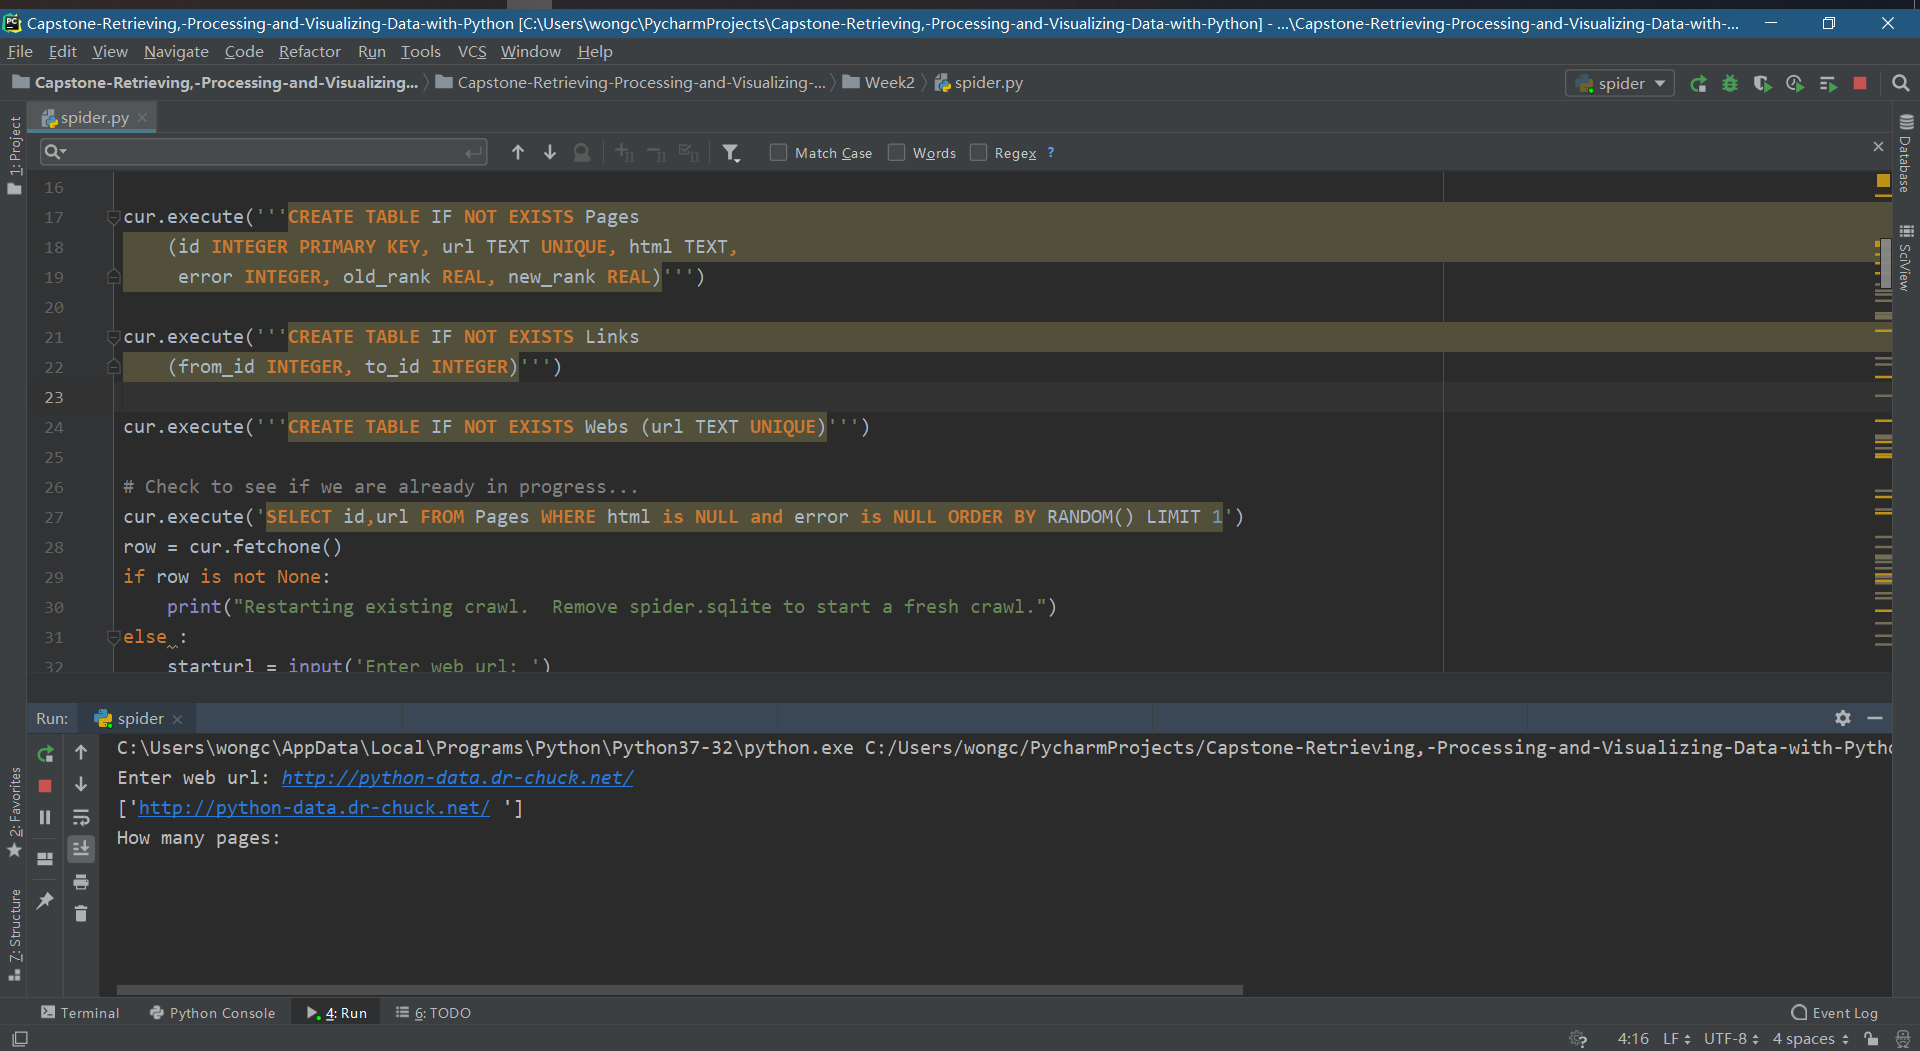 Capstone-Retrieving,-Processing-and-Visualizing-Data-with-Python [C:\Users\wongc\PycharmProjects\Capstone-Retrieving,-Processing-and-Visualizing-Data-with-Python] - ...\Capstone-Retrieving-Processing-and-Visualizing-Data-with-...
File Edit View Navigate Code Refactor Run Tools VCS Window Help
Capstone-Retrieving,-Processing-and-Visualizing... Capstone-Retrieving-Processing-and-Visualizing-... Week2 spider.py
spider
spider.py
Match Case Words Regex ?
1: Project
Database
SciView
2: Favorites
7: Structure
16
17 cur.execute('''CREATE TABLE IF NOT EXISTS Pages
18 (id INTEGER PRIMARY KEY, url TEXT UNIQUE, html TEXT,
19 error INTEGER, old_rank REAL, new_rank REAL)''')
20
21 cur.execute('''CREATE TABLE IF NOT EXISTS Links
22 (from_id INTEGER, to_id INTEGER)''')
23
24 cur.execute('''CREATE TABLE IF NOT EXISTS Webs (url TEXT UNIQUE)''')
25
26 # Check to see if we are already in progress...
27 cur.execute('SELECT id,url FROM Pages WHERE html is NULL and error is NULL ORDER BY RANDOM() LIMIT 1')
28 row = cur.fetchone()
29 if row is not None:
30 print("Restarting existing crawl.  Remove spider.sqlite to start a fresh crawl.")
31 else :
32 starturl = input('Enter web url: ')
Run: spider
C:\Users\wongc\AppData\Local\Programs\Python\Python37-32\python.exe C:/Users/wongc/PycharmProjects/Capstone-Retrieving,-Processing-and-Visualizing-Data-with-Pytho
Enter web url: http://python-data.dr-chuck.net/
['http://python-data.dr-chuck.net/ ']
How many pages:
Terminal Python Console 4: Run 6: TODO Event Log
4:16 LF UTF-8 4 spaces